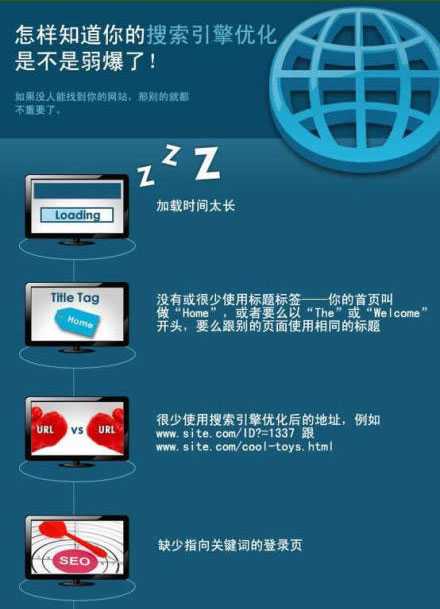 怎样知道你的搜索引擎优化
是不是弱爆了！
如果没人能找到你的网站，那别的就都
不重要了。
z z z
Loading
加载时间太长
Title Tag
Home
没有或很少使用标题标签——你的首页叫
做“Home”，或者要么以“The”或“Welcome”
开头，要么跟别的页面使用相同的标题
URL VS URL
很少使用搜索引擎优化后的地址，例如
www.site.com/ID?=1337 跟
www.site.com/cool-toys.html
SEO
缺少指向关键词的登录页